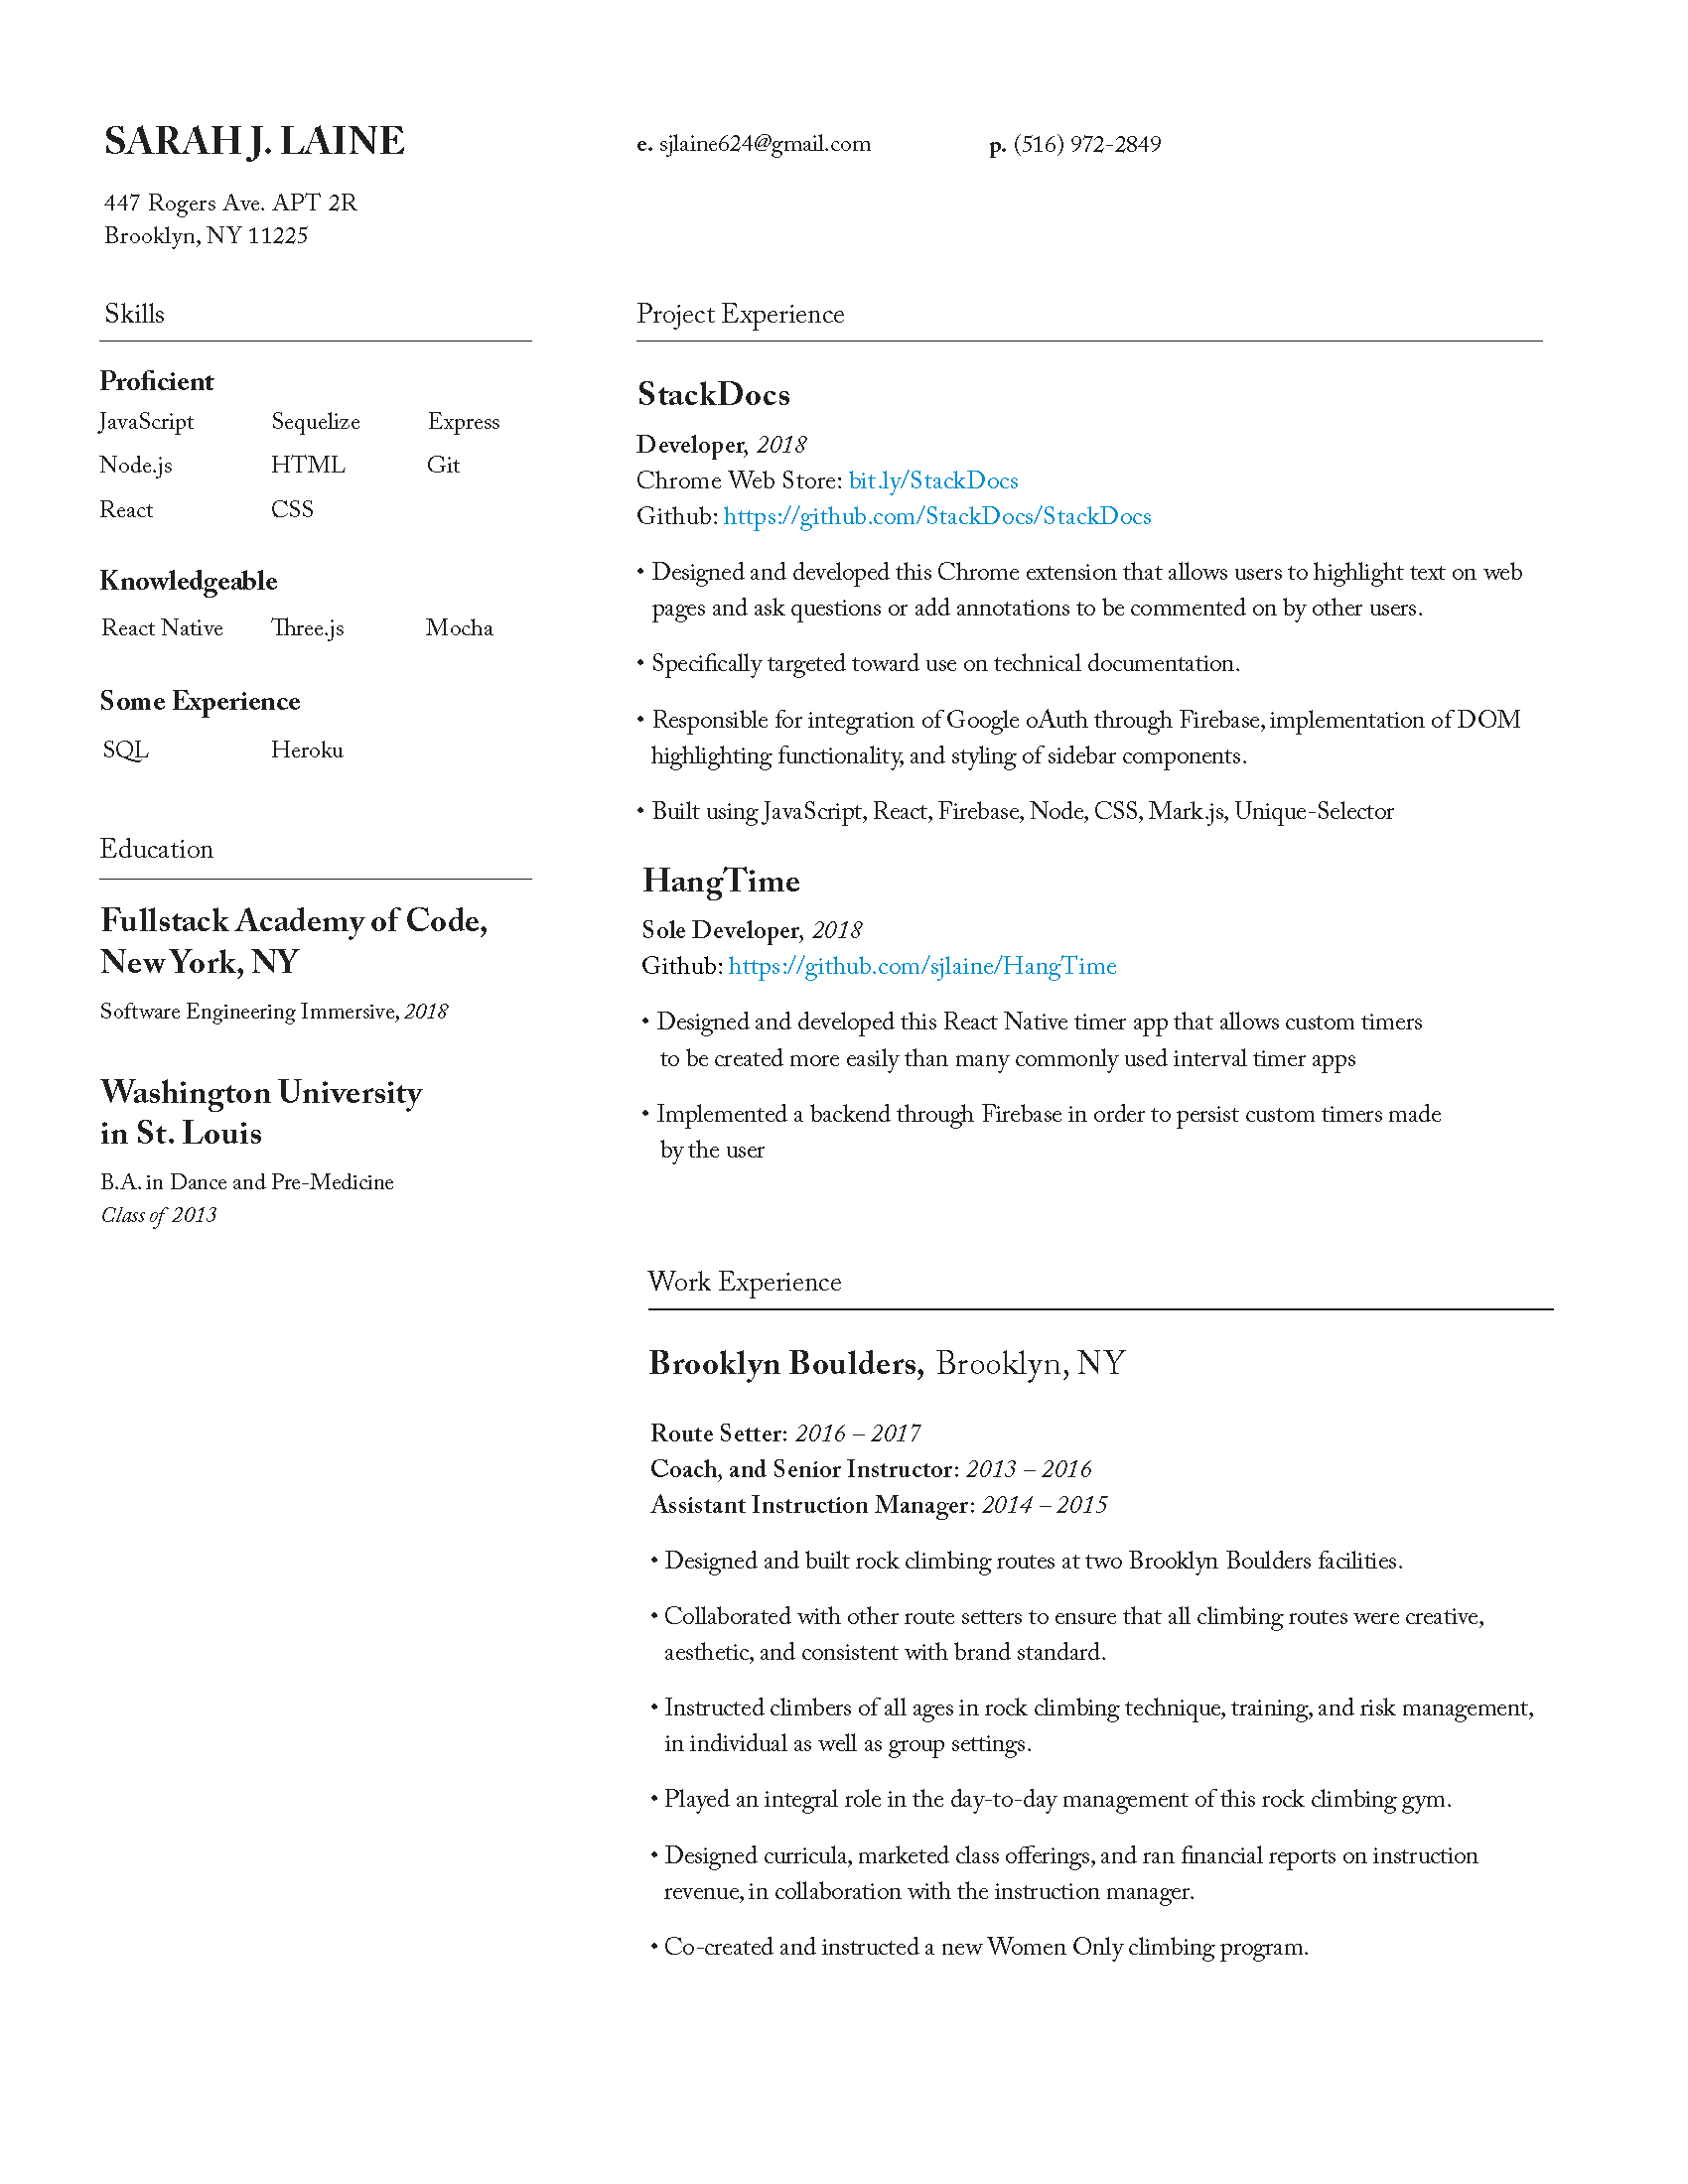 SARAH J. LAINE
e. sjlaine624@gmail.com
p. (516) 972-2849
447 Rogers Ave. APT 2R
Brooklyn, NY 11225
Skills
Proficient
JavaScript Sequelize Express
Node.js HTML Git
React CSS
Knowledgeable
React Native Three.js Mocha
Some Experience
SQL Heroku
Education
Fullstack Academy of Code,
New York, NY
Software Engineering Immersive, 2018
Washington University
in St. Louis
B.A. in Dance and Pre-Medicine
Class of 2013
Project Experience
StackDocs
Developer, 2018
Chrome Web Store: bit.ly/StackDocs
Github: https://github.com/StackDocs/StackDocs
• Designed and developed this Chrome extension that allows users to highlight text on web
pages and ask questions or add annotations to be commented on by other users.
• Specifically targeted toward use on technical documentation.
• Responsible for integration of Google oAuth through Firebase, implementation of DOM
highlighting functionality, and styling of sidebar components.
• Built using JavaScript, React, Firebase, Node, CSS, Mark.js, Unique-Selector
HangTime
Sole Developer, 2018
Github: https://github.com/sjlaine/HangTime
• Designed and developed this React Native timer app that allows custom timers
to be created more easily than many commonly used interval timer apps
• Implemented a backend through Firebase in order to persist custom timers made
by the user
Work Experience
Brooklyn Boulders, Brooklyn, NY
Route Setter: 2016 – 2017
Coach, and Senior Instructor: 2013 – 2016
Assistant Instruction Manager: 2014 – 2015
• Designed and built rock climbing routes at two Brooklyn Boulders facilities.
• Collaborated with other route setters to ensure that all climbing routes were creative,
aesthetic, and consistent with brand standard.
• Instructed climbers of all ages in rock climbing technique, training, and risk management,
in individual as well as group settings.
• Played an integral role in the day-to-day management of this rock climbing gym.
• Designed curricula, marketed class offerings, and ran financial reports on instruction
revenue, in collaboration with the instruction manager.
• Co-created and instructed a new Women Only climbing program.